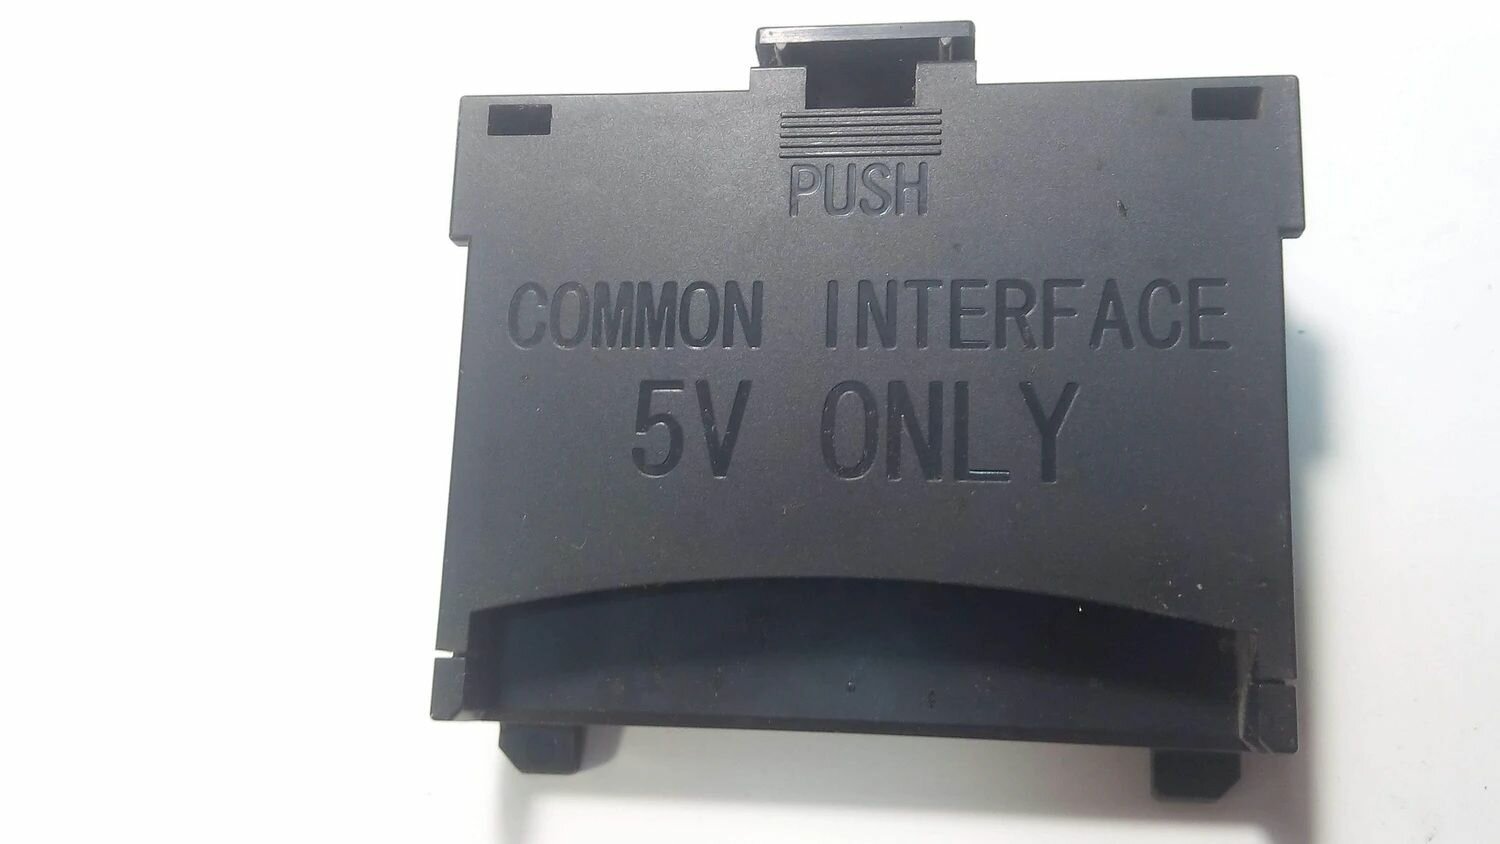 PUSH
COMMON INTERFACE
5V ONLY